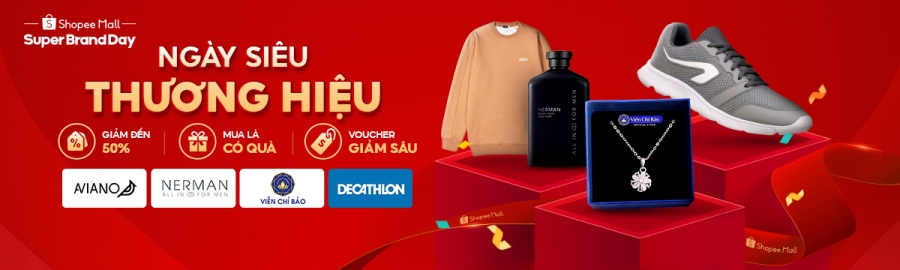 Shopee Mall
Super Brand Day
NGÀY SIÊU
THƯƠNG HIỆU
GIẢM ĐẾN
50%
MUA LÀ
CÓ QUÀ
VOUCHER
GIẢM SÂU
AVIANO
NERMAN
ALL IN FOR MEN
VIỄN CHÍ BẢO
DECATHLON
NERMAN
ALL IN FOR MEN
Viễn Chí Bảo
Shopee Mall
Shopee Mall